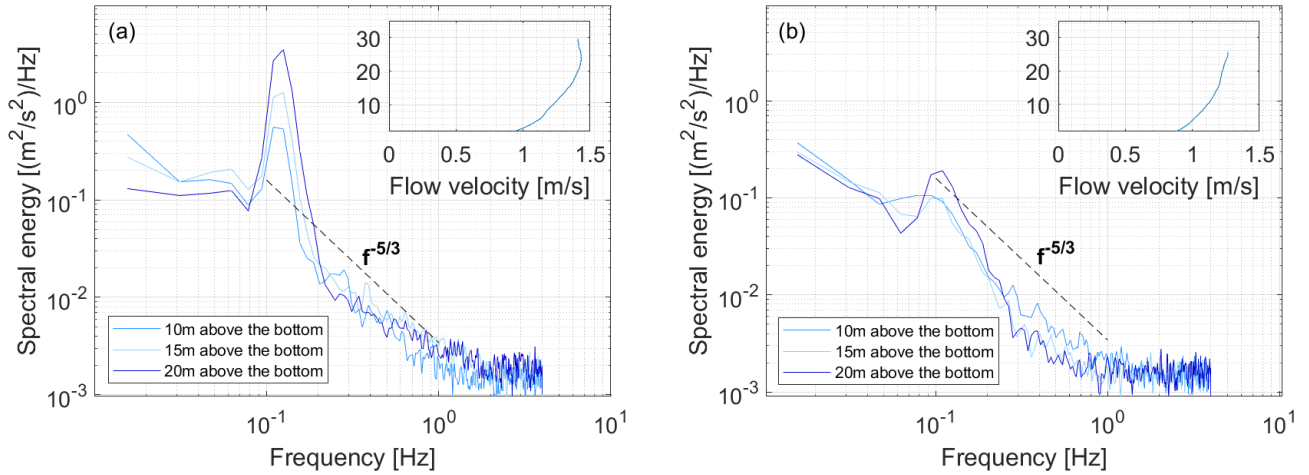 (a)
Spectral energy [(m²/s²)/Hz]
10⁰
10⁻¹
10⁻²
10⁻³
10⁻¹
10⁰
10¹
Frequency [Hz]
f⁻⁵/³
10m above the bottom
15m above the bottom
20m above the bottom
30
20
10
0
0.5
1
1.5
Flow velocity [m/s]
(b)
Spectral energy [(m²/s²)/Hz]
10⁰
10⁻¹
10⁻²
10⁻³
10⁻¹
10⁰
10¹
Frequency [Hz]
f⁻⁵/³
10m above the bottom
15m above the bottom
20m above the bottom
30
20
10
0
0.5
1
1.5
Flow velocity [m/s]